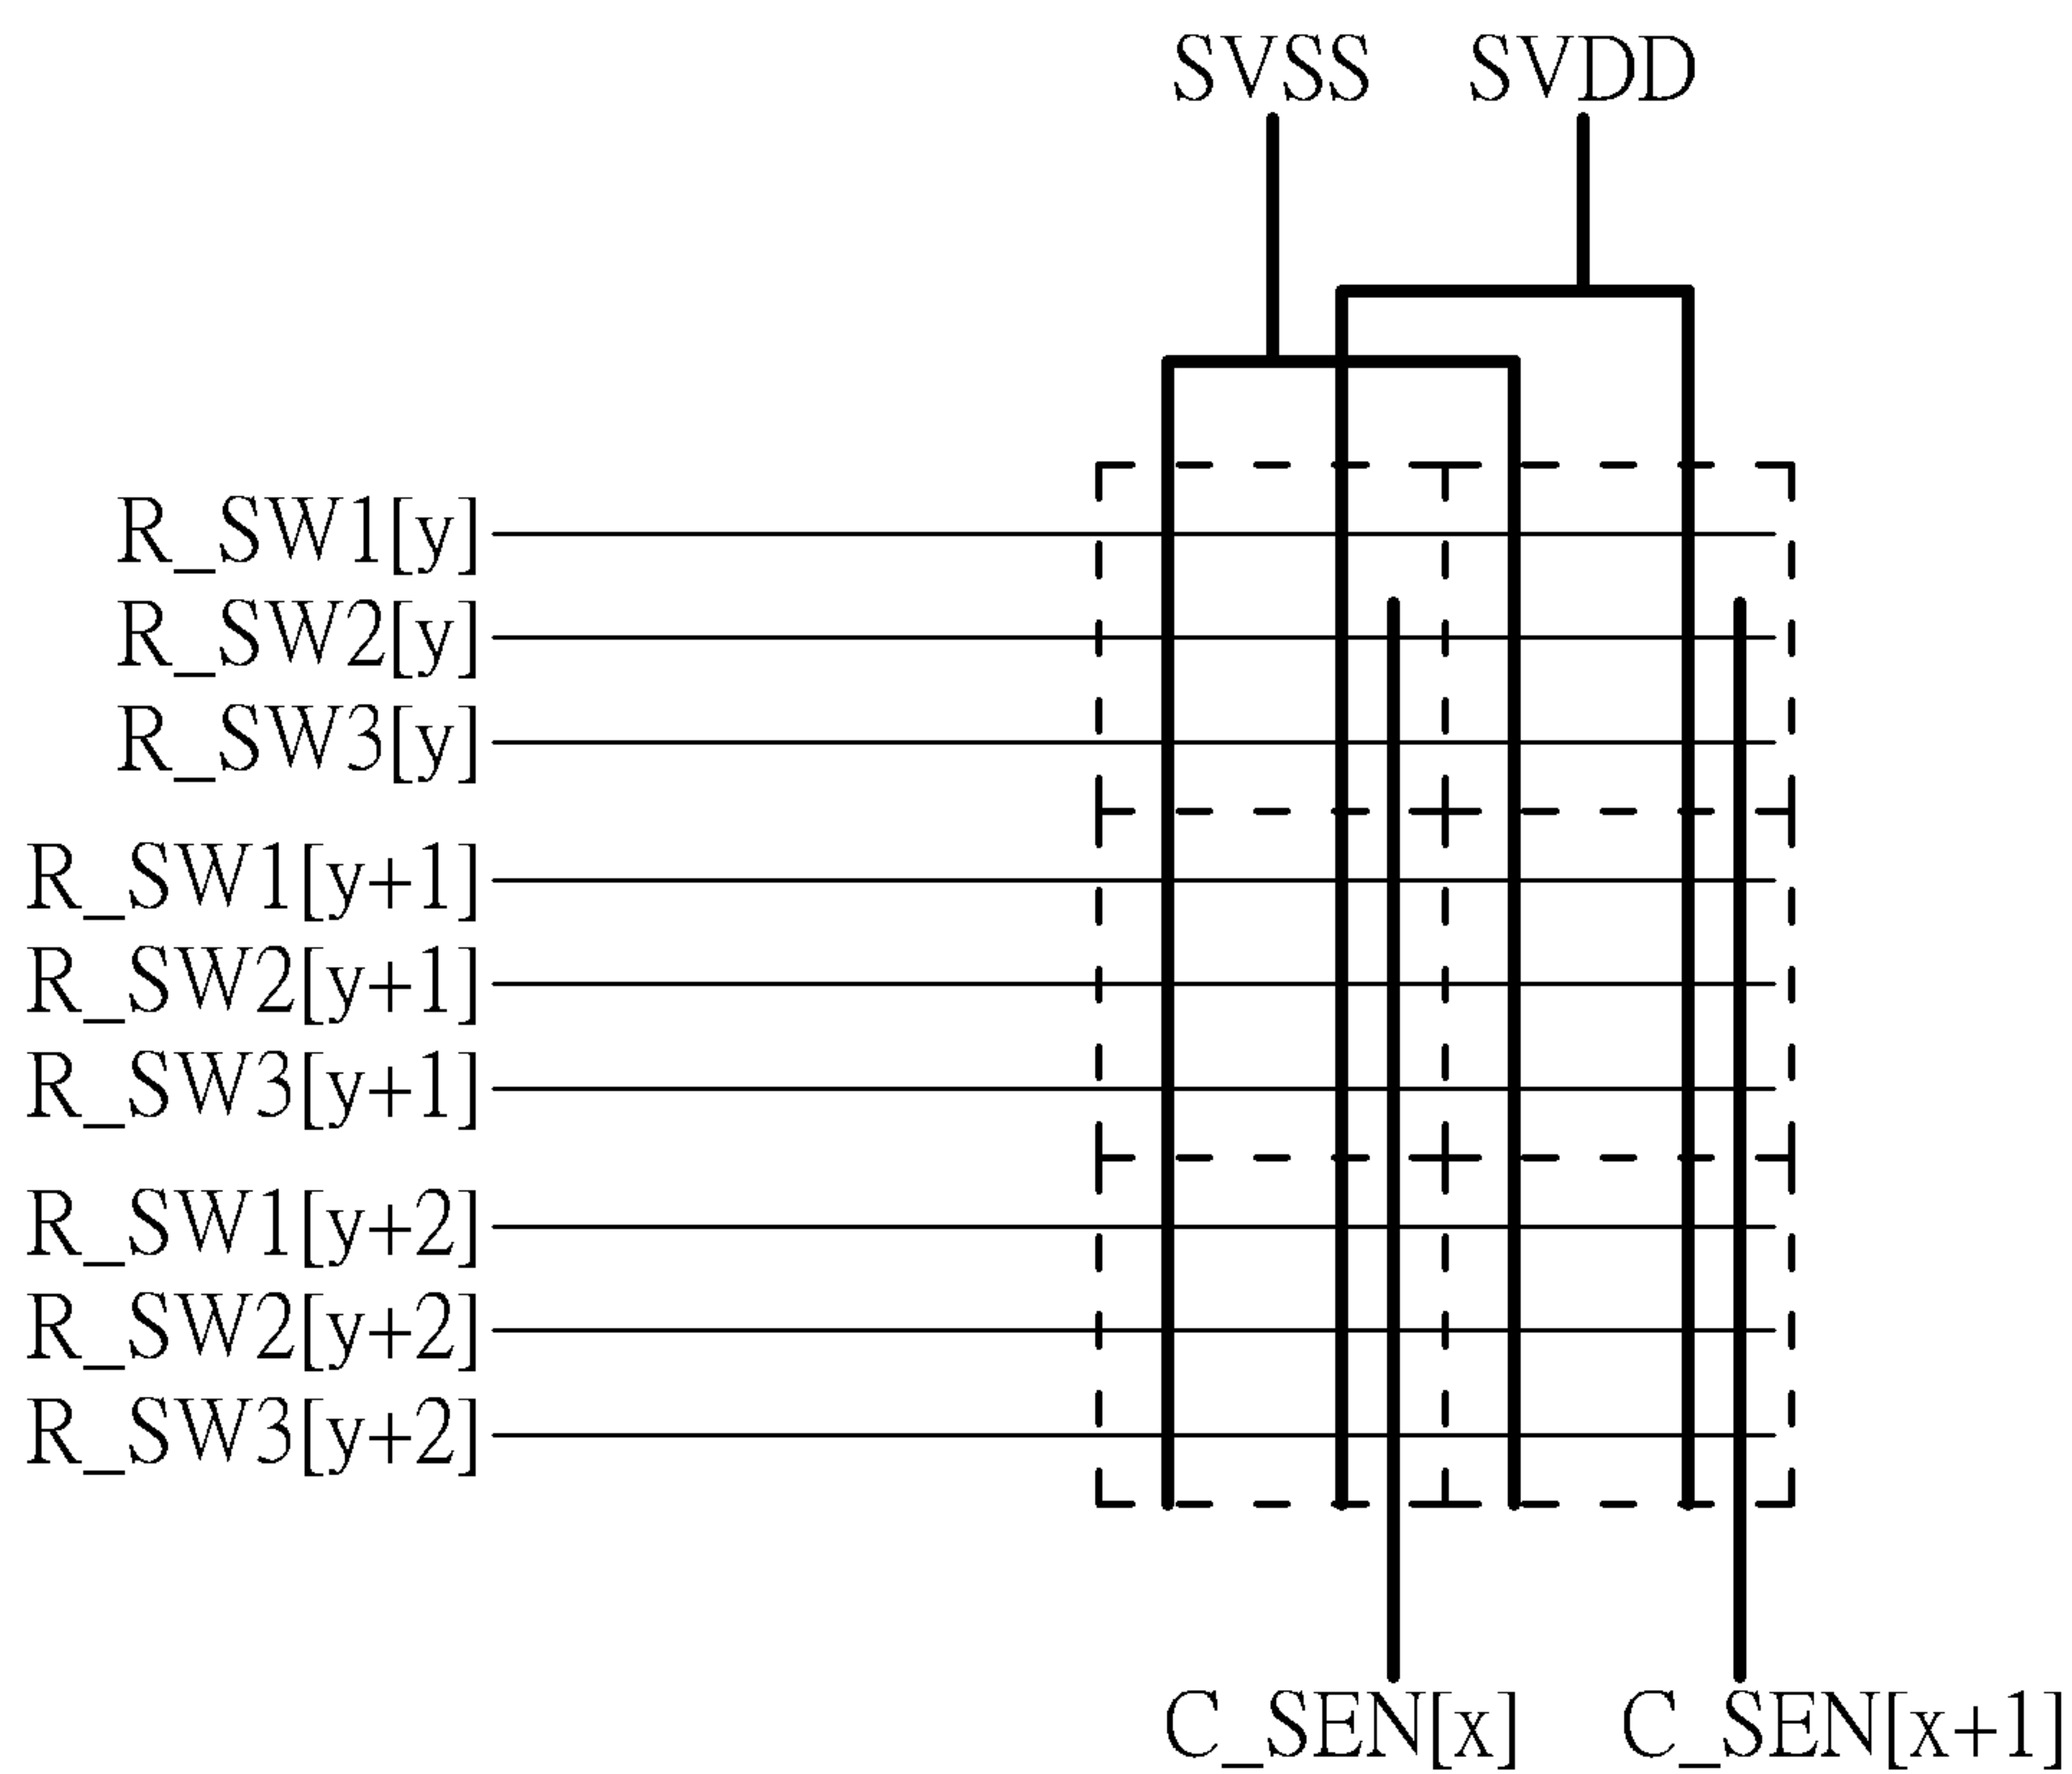 SVSS SVDD
R_SW1[y]
R_SW2[y]
R_SW3[y]
R_SW1[y+1]
R_SW2[y+1]
R_SW3[y+1]
R_SW1[y+2]
R_SW2[y+2]
R_SW3[y+2]
C_SEN[x] C_SEN[x+1]